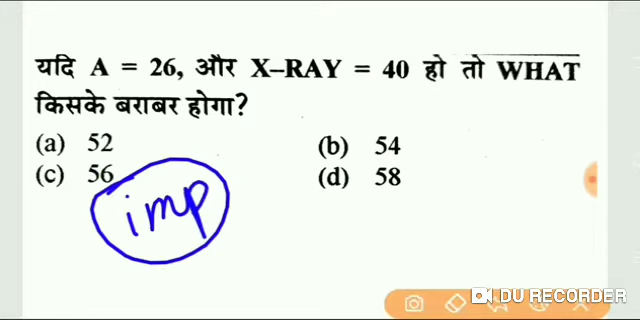 यदि A = 26, और X–RAY = 40 हो तो WHAT
किसके बराबर होगा?
(a) 52 (b) 54
(c) 56 (d) 58
imp
DU RECORDER